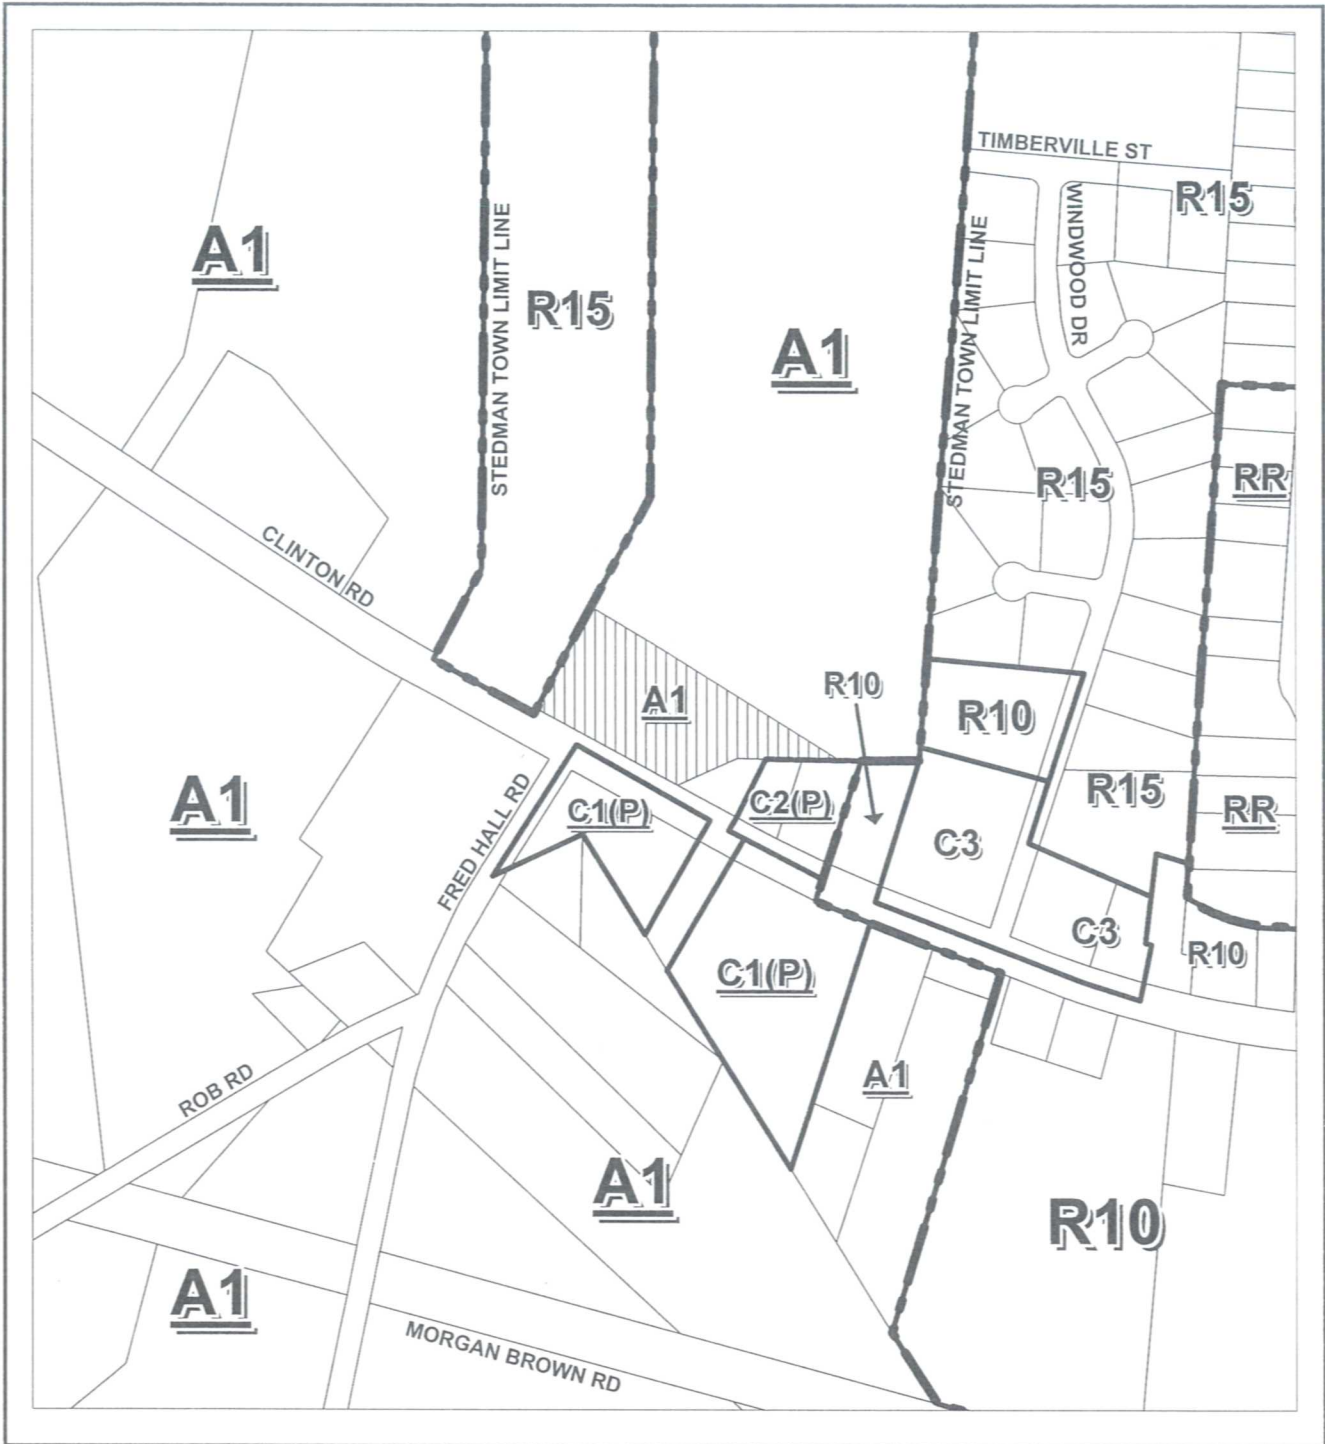 TIMBERVILLE ST
R15
WINDWOOD DR
STEDMAN TOWN LIMIT LINE
STEDMAN TOWN LIMIT LINE
A1
R15
A1
R15
RR
CLINTON RD
A1
R10
R10
A1
C1(P)
C2(P)
C3
R15
RR
FRED HALL RD
C3
R10
C1(P)
A1
ROB RD
A1
R10
A1
MORGAN BROWN RD